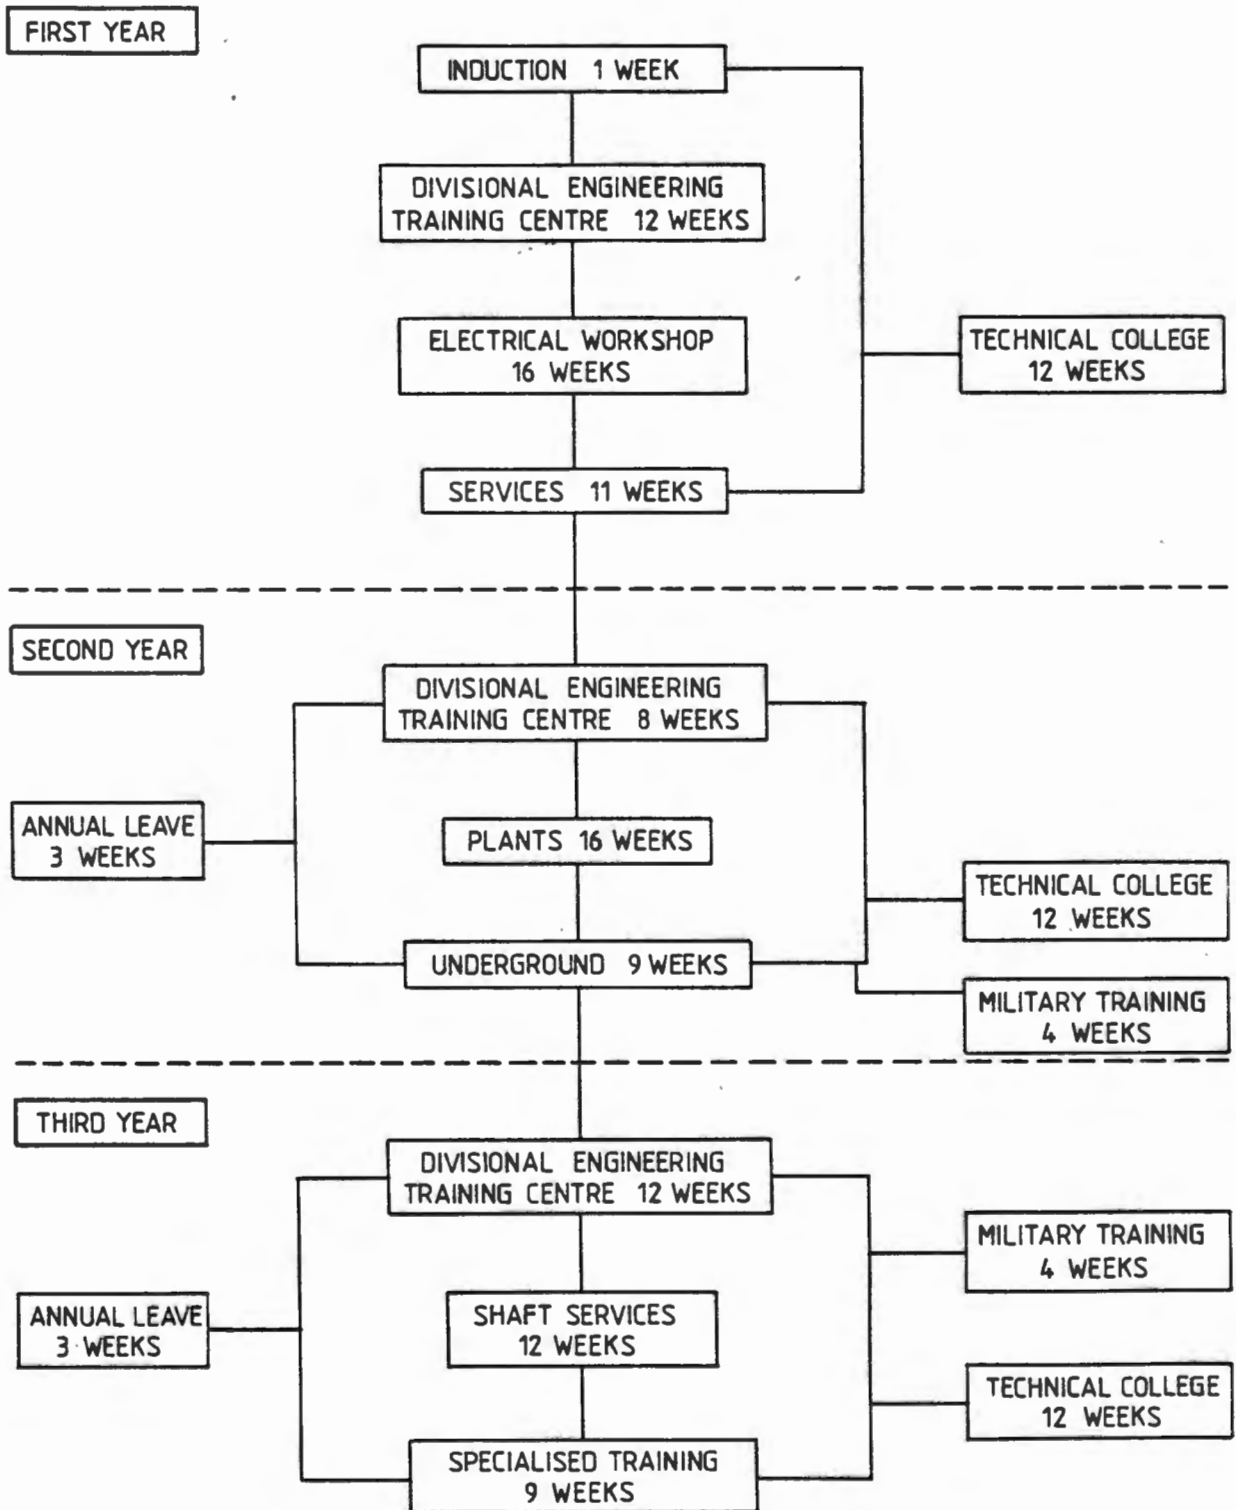 FIRST YEAR
INDUCTION 1 WEEK
DIVISIONAL ENGINEERING
TRAINING CENTRE 12 WEEKS
ELECTRICAL WORKSHOP
16 WEEKS
TECHNICAL COLLEGE
12 WEEKS
SERVICES 11 WEEKS
SECOND YEAR
DIVISIONAL ENGINEERING
TRAINING CENTRE 8 WEEKS
ANNUAL LEAVE
3 WEEKS
PLANTS 16 WEEKS
TECHNICAL COLLEGE
12 WEEKS
UNDERGROUND 9 WEEKS
MILITARY TRAINING
4 WEEKS
THIRD YEAR
DIVISIONAL ENGINEERING
TRAINING CENTRE 12 WEEKS
MILITARY TRAINING
4 WEEKS
ANNUAL LEAVE
3 WEEKS
SHAFT SERVICES
12 WEEKS
TECHNICAL COLLEGE
12 WEEKS
SPECIALISED TRAINING
9 WEEKS